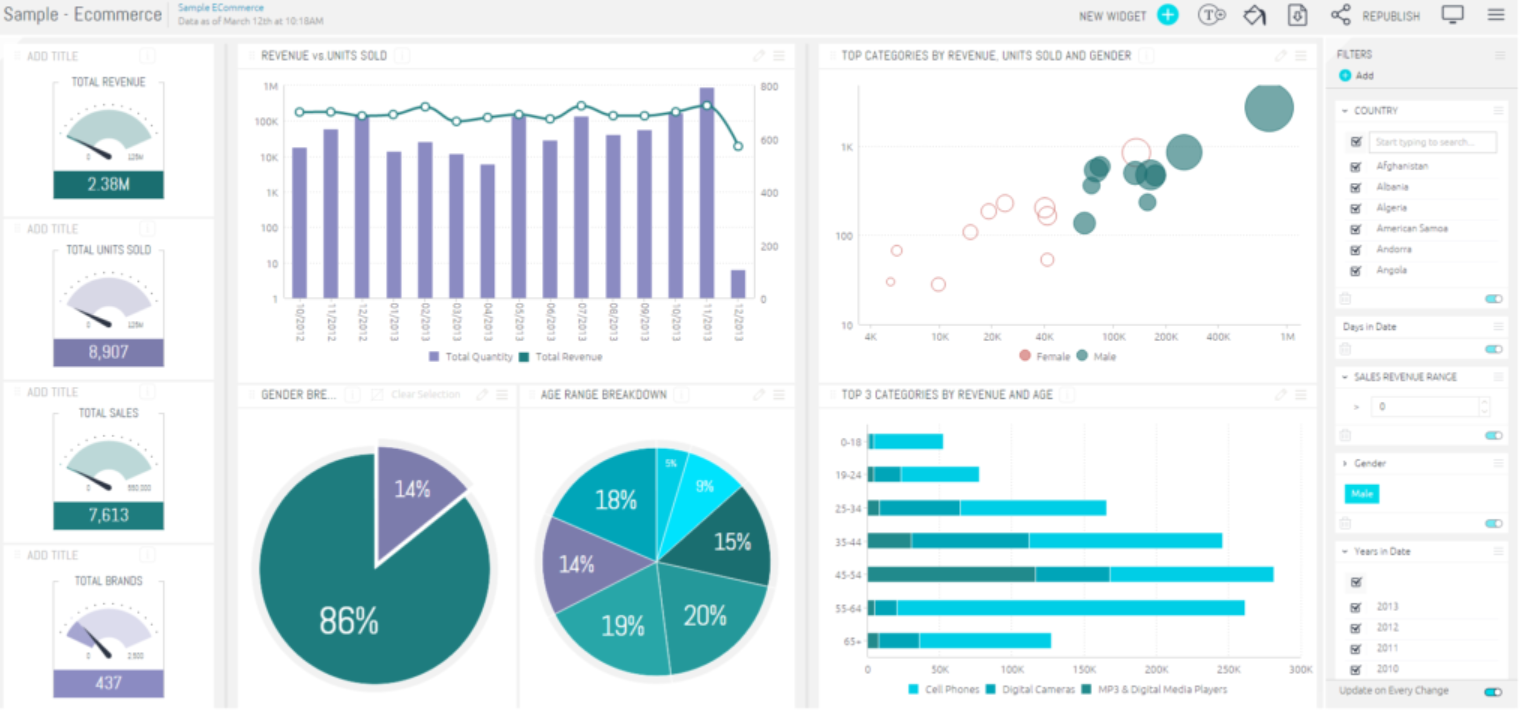 Sample - Ecommerce
Sample ECommerce
Data as of March 12th at 10:18AM
NEW WIDGET
REPUBLISH
ADD TITLE
TOTAL REVENUE
0 125M
2.38M
ADD TITLE
TOTAL UNITS SOLD
0 125M
8,907
ADD TITLE
TOTAL SALES
0 550,000
7,613
ADD TITLE
TOTAL BRANDS
0 2 500
437
REVENUE vs.UNITS SOLD
1M
100K
10K
1K
100
10
1
800
600
400
200
0
10/2012
11/2012
12/2012
01/2013
02/2013
03/2013
04/2013
05/2013
06/2013
07/2013
08/2013
09/2013
10/2013
11/2013
12/2013
Total Quantity Total Revenue
TOP CATEGORIES BY REVENUE, UNITS SOLD AND GENDER
1K
100
10
4K 10K 20K 40K 100K 200K 400K 1M
Female Male
GENDER BRE...
Clear Selection
14%
86%
AGE RANGE BREAKDOWN
5%
9%
15%
20%
19%
14%
18%
TOP 3 CATEGORIES BY REVENUE AND AGE
0-18
19-24
25-34
35-44
45-54
55-64
65+
0 50K 100K 150K 200K 250K 300K
Cell Phones Digital Cameras MP3 & Digital Media Players
FILTERS
Add
COUNTRY
Start typing to search...
Afghanistan
Albania
Algeria
American Samoa
Andorra
Angola
Days in Date
SALES REVENUE RANGE
> 0
Gender
Male
Years in Date
2013
2012
2011
2010
Update on Every Change